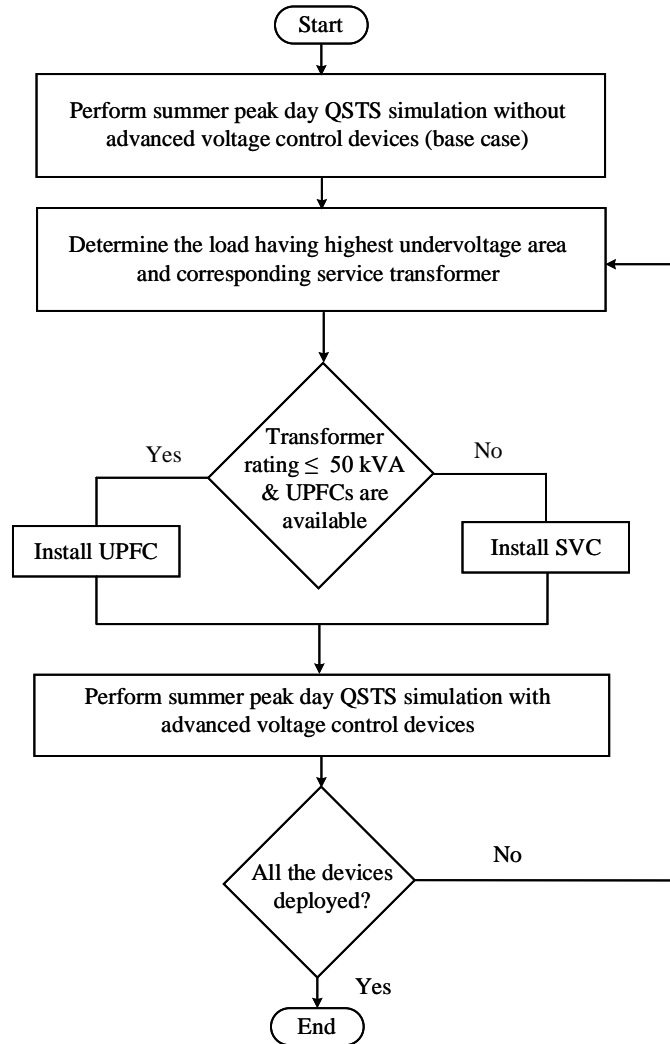 Start
Perform summer peak day QSTS simulation without
advanced voltage control devices (base case)
Determine the load having highest undervoltage area
and corresponding service transformer
Transformer
rating ≤ 50 kVA
& UPFCs are
available
Yes
No
Install UPFC
Install SVC
Perform summer peak day QSTS simulation with
advanced voltage control devices
All the devices
deployed?
No
Yes
End